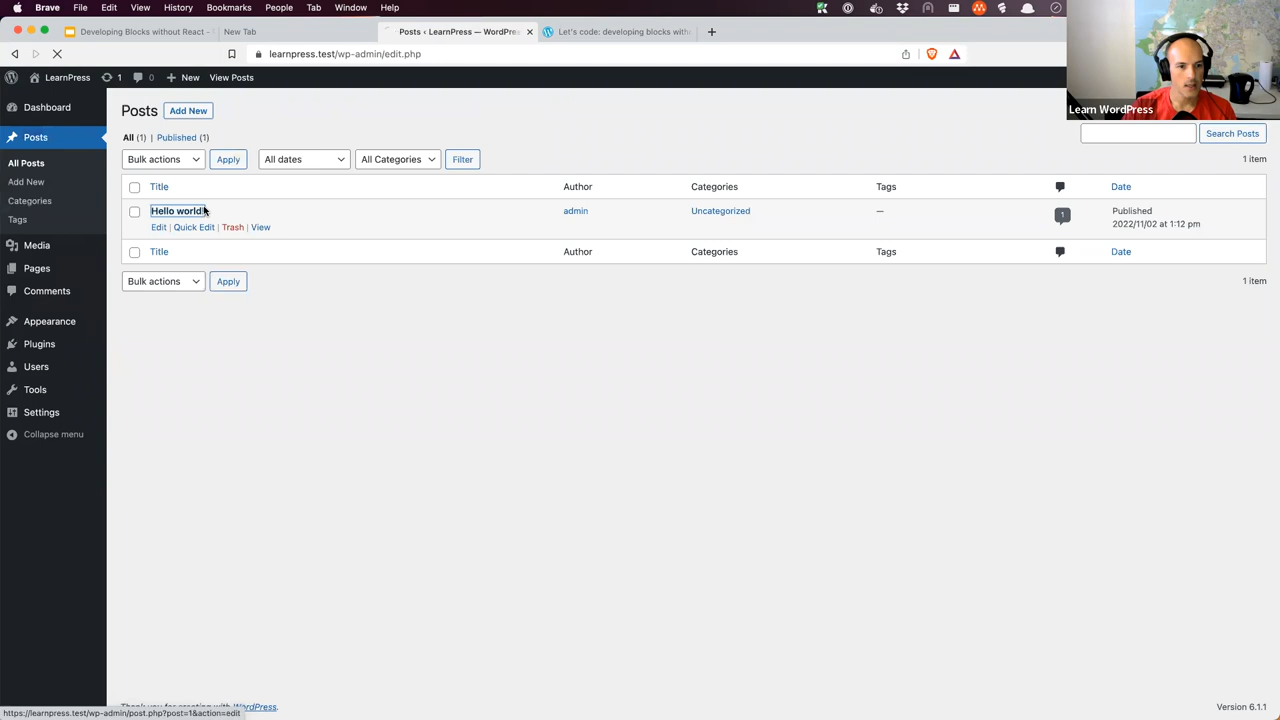 Brave File Edit View History Bookmarks People Tab Window Help
Developing Blocks without React -
New Tab
Posts ‹ LearnPress — WordPre
Let's code: developing blocks with
learnpress.test/wp-admin/edit.php
LearnPress 1 0 New View Posts
Learn WordPress
Dashboard
Posts
All Posts
Add New
Categories
Tags
Media
Pages
Comments
Appearance
Plugins
Users
Tools
Settings
Collapse menu
Posts Add New
All (1) | Published (1)
Search Posts
Bulk actions Apply All dates All Categories Filter 1 item
Title Author Categories Tags Date
Hello world! admin Uncategorized — 1 Published
2022/11/02 at 1:12 pm
Edit | Quick Edit | Trash | View
Title Author Categories Tags Date
Bulk actions Apply 1 item
WordPress.
Version 6.1.1
https://learnpress.test/wp-admin/post.php?post=1&action=edit